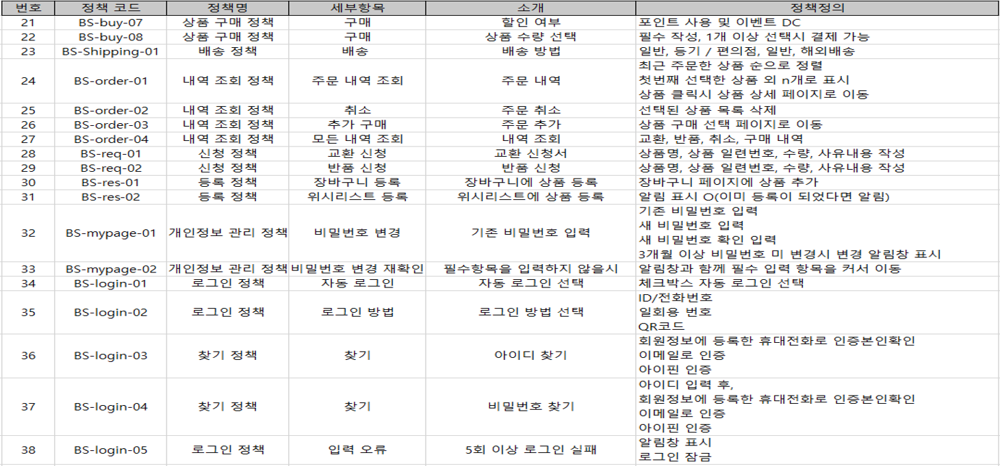 번호 정책 코드 정책명 세부항목 소개 정책정의
21 BS-buy-07 상품 구매 정책 구매 할인 여부 포인트 사용 및 이벤트 DC
22 BS-buy-08 상품 구매 정책 구매 상품 수량 선택 필수 작성, 1개 이상 선택시 결제 가능
23 BS-Shipping-01 배송 정책 배송 배송 방법 일반, 등기 / 편의점, 일반, 해외배송
24 BS-order-01 내역 조회 정책 주문 내역 조회 주문 내역 최근 주문한 상품 순으로 정렬
첫번째 선택한 상품 외 n개로 표시
상품 클릭시 상품 상세 페이지로 이동
25 BS-order-02 내역 조회 정책 취소 주문 취소 선택된 상품 목록 삭제
26 BS-order-03 내역 조회 정책 추가 구매 주문 추가 상품 구매 선택 페이지로 이동
27 BS-order-04 내역 조회 정책 모든 내역 조회 내역 조회 교환, 반품, 취소, 구매 내역
28 BS-req-01 신청 정책 교환 신청 교환 신청서 상품명, 상품 일련번호, 수량, 사유내용 작성
29 BS-req-02 신청 정책 반품 신청 반품 신청 상품명, 상품 일련번호, 수량, 사유내용 작성
30 BS-res-01 등록 정책 장바구니 등록 장바구니에 상품 등록 장바구니 페이지에 상품 추가
31 BS-res-02 등록 정책 위시리스트 등록 위시리스트에 상품 등록 알림 표시 O(이미 등록이 되었다면 알림)
32 BS-mypage-01 개인정보 관리 정책 비밀번호 변경 기존 비밀번호 입력 기존 비밀번호 입력
새 비밀번호 입력
새 비밀번호 확인 입력
3개월 이상 비밀번호 미 변경시 변경 알림창 표시
33 BS-mypage-02 개인정보 관리 정책 비밀번호 변경 재확인 필수항목을 입력하지 않을시 알림창과 함께 필수 입력 항목을 커서 이동
34 BS-login-01 로그인 정책 자동 로그인 자동 로그인 선택 체크박스 자동 로그인 선택
35 BS-login-02 로그인 정책 로그인 방법 로그인 방법 선택 ID/전화번호
일회용 번호
QR코드
36 BS-login-03 찾기 정책 찾기 아이디 찾기 회원정보에 등록한 휴대전화로 인증본인확인
이메일로 인증
아이핀 인증
37 BS-login-04 찾기 정책 찾기 비밀번호 찾기 아이디 입력 후,
회원정보에 등록한 휴대전화로 인증본인확인
이메일로 인증
아이핀 인증
38 BS-login-05 로그인 정책 입력 오류 5회 이상 로그인 실패 알림창 표시
로그인 잠금